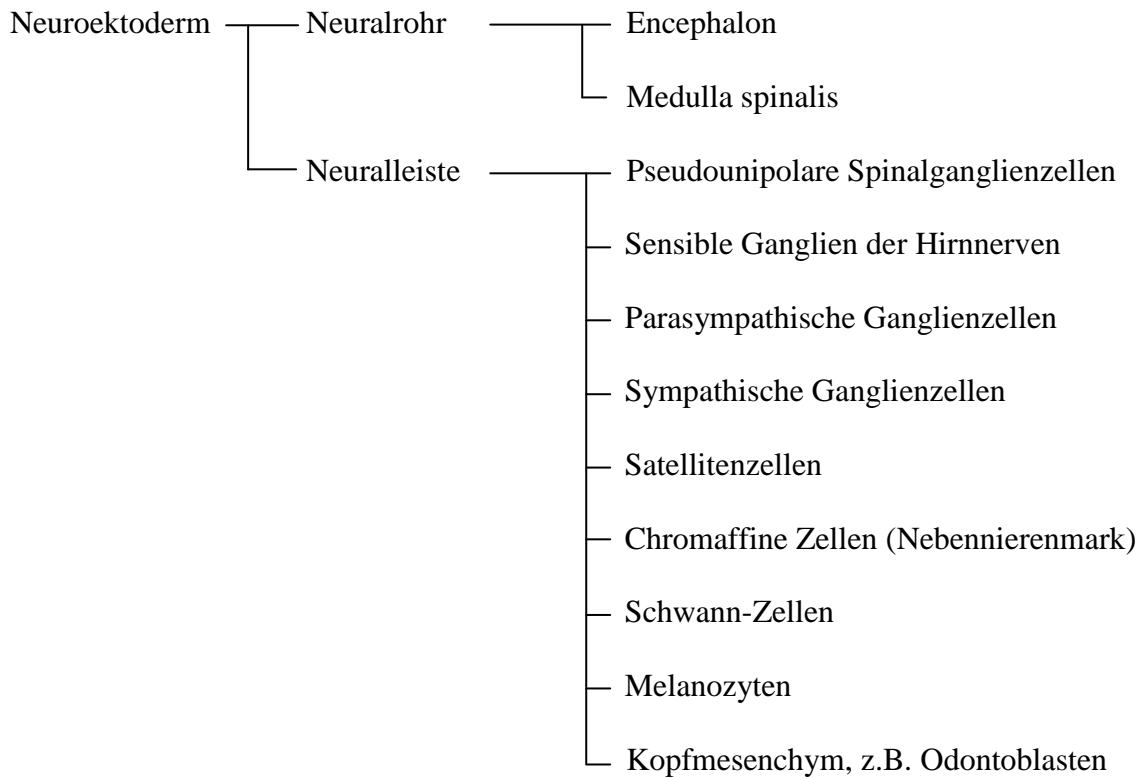 Neuroektoderm Neuralrohr Encephalon
Medulla spinalis
Neuralleiste Pseudounipolare Spinalganglienzellen
Sensible Ganglien der Hirnnerven
Parasympathische Ganglienzellen
Sympathische Ganglienzellen
Satellitenzellen
Chromaffine Zellen (Nebennierenmark)
Schwann-Zellen
Melanozyten
Kopfmesenchym, z.B. Odontoblasten